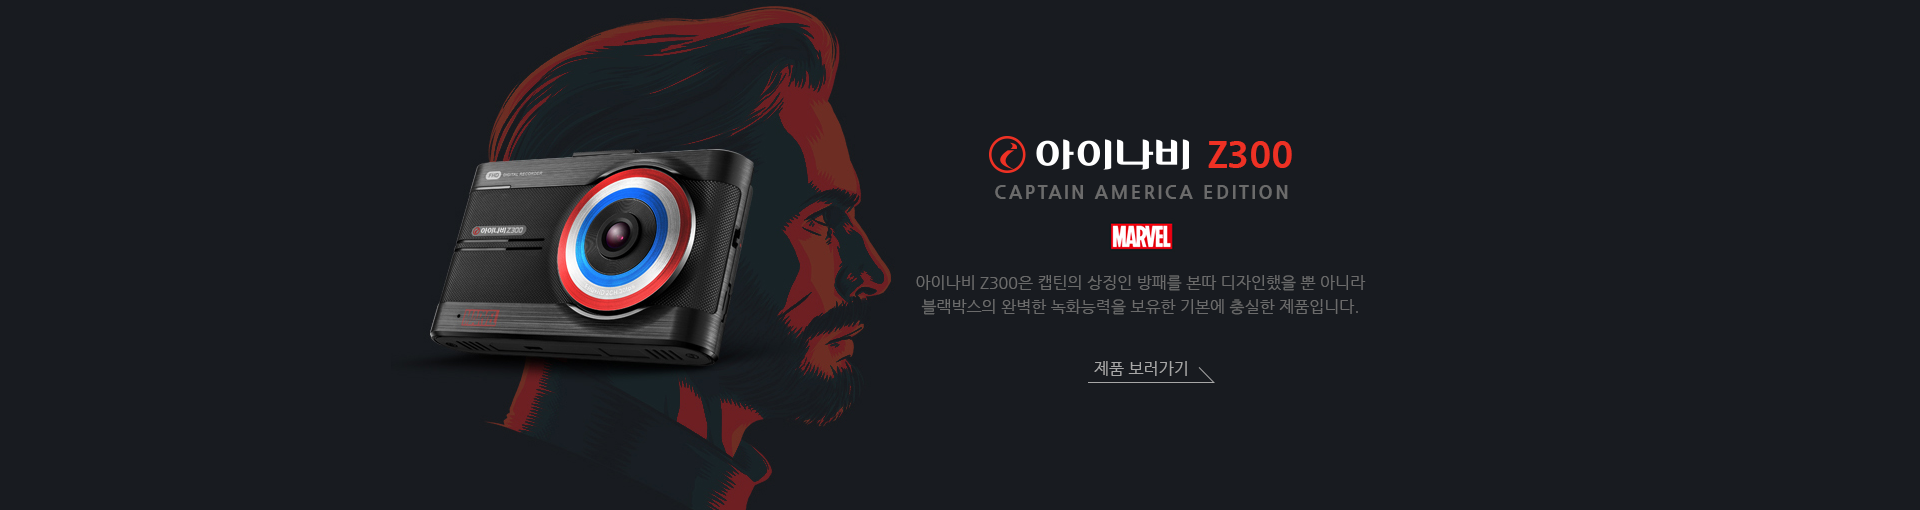 FHD DIGITAL RECORDER
아이나비 Z300
아이나비 Z300
CAPTAIN AMERICA EDITION
MARVEL
아이나비 Z300은 캡틴의 상징인 방패를 본따 디자인했을 뿐 아니라
블랙박스의 완벽한 녹화능력을 보유한 기본에 충실한 제품입니다.
제품 보러가기